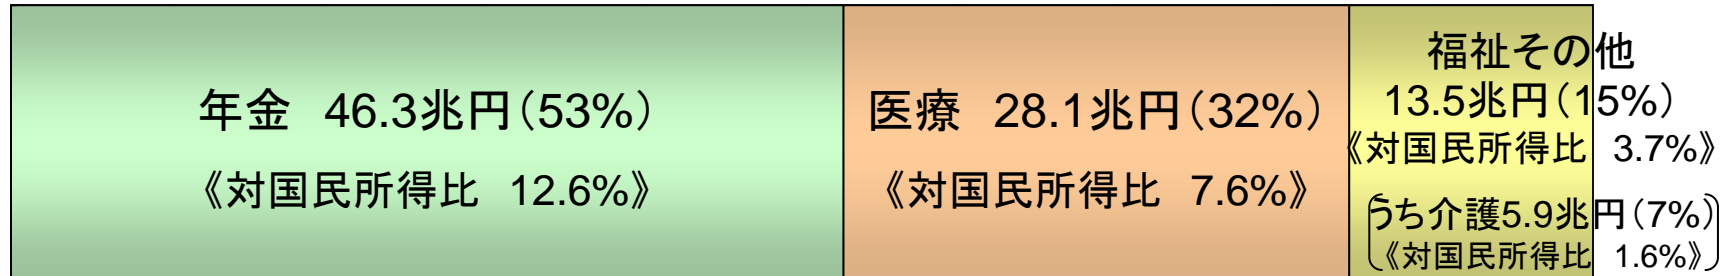 年金　46.3兆円（53%）
《対国民所得比　12.6%》
医療　28.1兆円（32%）
《対国民所得比　7.6%》
福祉その他
13.5兆円（15%）
《対国民所得比　3.7%》
うち介護5.9兆円（7%）
《対国民所得比　1.6%》